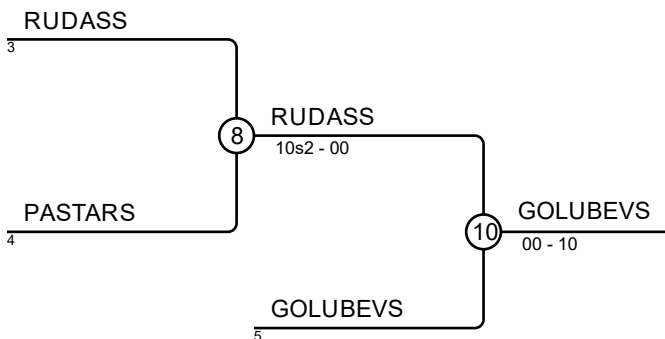 RUDASS
3
8
RUDASS
10s2 - 00
PASTARS
4
10
GOLUBEVS
00 - 10
GOLUBEVS
5